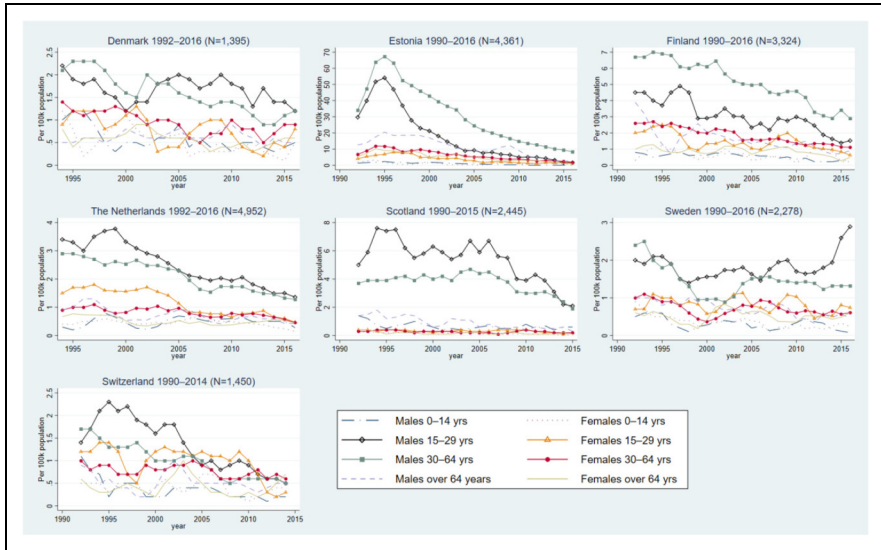 Denmark 1992–2016 (N=1,395)
Per 100k population
0 .5 1 1.5 2 2.5
1995 2000 2005 2010 2015
year
Estonia 1990–2016 (N=4,361)
Per 100k population
0 10 20 30 40 50 60 70
1990 1995 2000 2005 2010 2015
year
Finland 1990–2016 (N=3,324)
Per 100k population
0 1 2 3 4 5 6 7
1990 1995 2000 2005 2010 2015
year
The Netherlands 1992–2016 (N=4,952)
Per 100k population
0 1 2 3 4
1995 2000 2005 2010 2015
year
Scotland 1990–2015 (N=2,445)
Per 100k population
0 2 4 6 8
1990 1995 2000 2005 2010 2015
year
Sweden 1990–2016 (N=2,278)
Per 100k population
0 1 2 3
1990 1995 2000 2005 2010 2015
year
Switzerland 1990–2014 (N=1,450)
Per 100k population
0 .5 1 1.5 2 2.5
1990 1995 2000 2005 2010 2015
year
Males 0–14 yrs Females 0–14 yrs
Males 15–29 yrs Females 15–29 yrs
Males 30–64 yrs Females 30–64 yrs
Males over 64 years Females over 64 yrs